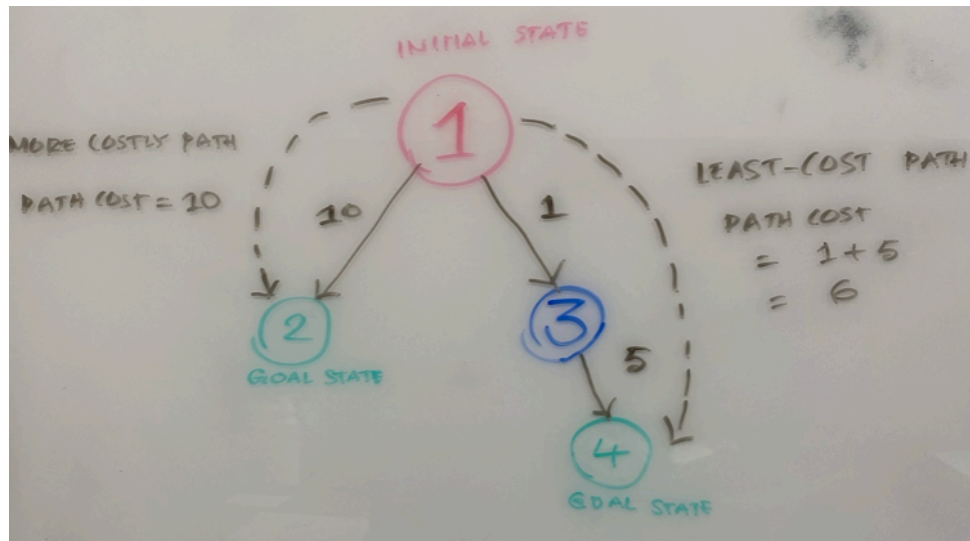 INITIAL STATE
1
MORE COSTLY PATH
PATH COST = 10
10
1
LEAST-COST PATH
PATH COST
= 1 + 5
= 6
2
GOAL STATE
3
5
4
GOAL STATE